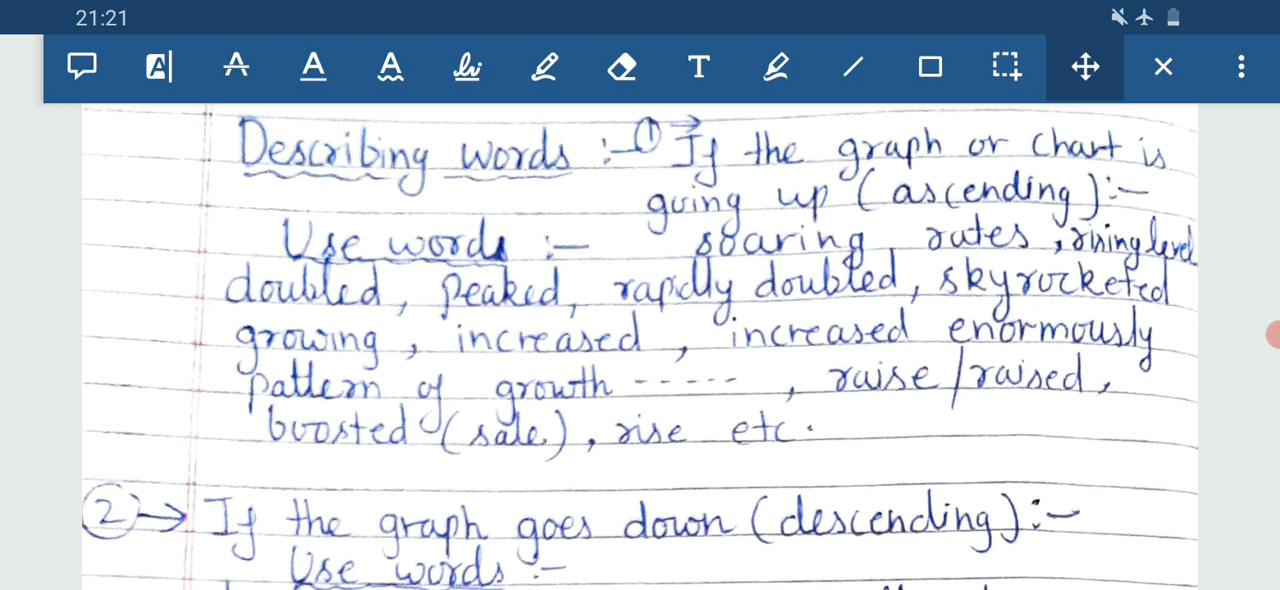 21:21
Describing words :- ① → If the graph or chart is
going up (ascending) :-
Use words :- soaring, rates, rising level
doubled, peaked, rapidly doubled, skyrocketed
growing, increased, increased enormously
pattern of growth -----, raise/raised,
boosted (sale), rise etc.
② → If the graph goes down (descending) :-
Use words :-